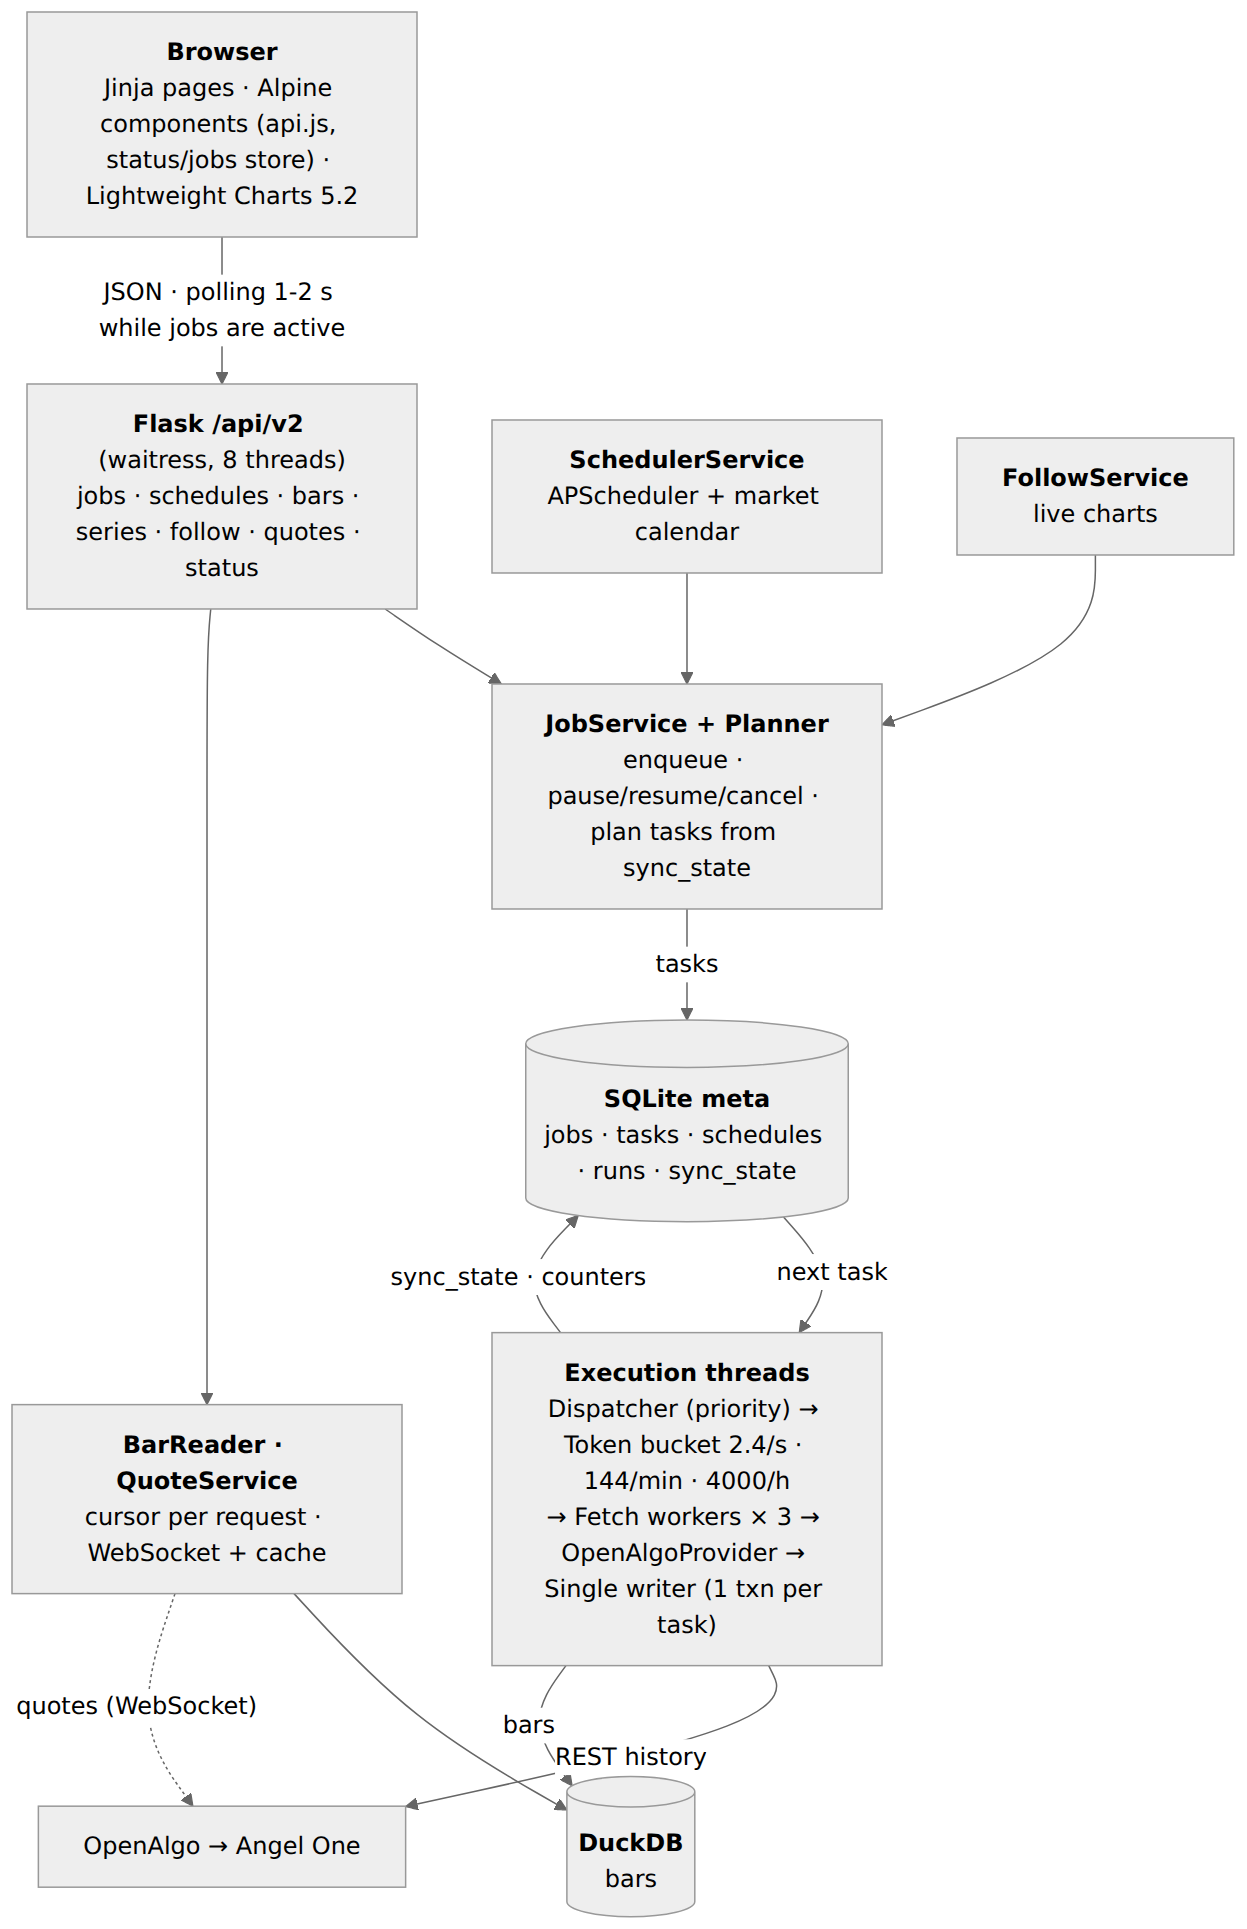 Browser
Jinja pages · Alpine
components (api.js,
status/jobs store) ·
Lightweight Charts 5.2
JSON · polling 1-2 s
while jobs are active
Flask /api/v2
(waitress, 8 threads)
jobs · schedules · bars ·
series · follow · quotes ·
status
SchedulerService
APScheduler + market
calendar
FollowService
live charts
JobService + Planner
enqueue ·
pause/resume/cancel ·
plan tasks from
sync_state
tasks
SQLite meta
jobs · tasks · schedules
· runs · sync_state
sync_state · counters
next task
Execution threads
Dispatcher (priority) →
Token bucket 2.4/s ·
144/min · 4000/h
→ Fetch workers × 3 →
OpenAlgoProvider →
Single writer (1 txn per
task)
BarReader ·
QuoteService
cursor per request ·
WebSocket + cache
quotes (WebSocket)
bars
REST history
OpenAlgo → Angel One
DuckDB
bars